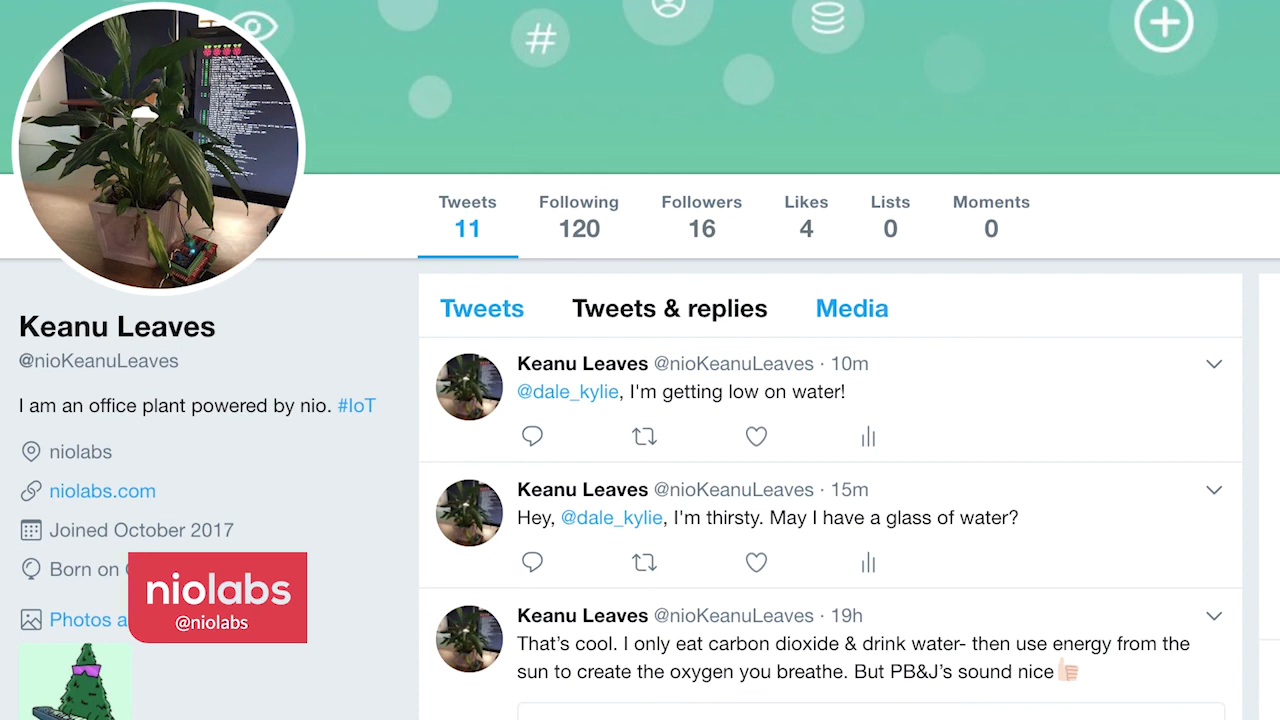 Tweets Following Followers Likes Lists Moments
11 120 16 4 0 0
Keanu Leaves
@nioKeanuLeaves
I am an office plant powered by nio. #IoT
niolabs
niolabs.com
Joined October 2017
Born on
Photos a
niolabs
@niolabs
Tweets Tweets & replies Media
Keanu Leaves @nioKeanuLeaves · 10m
@dale_kylie, I'm getting low on water!
Keanu Leaves @nioKeanuLeaves · 15m
Hey, @dale_kylie, I'm thirsty. May I have a glass of water?
Keanu Leaves @nioKeanuLeaves · 19h
That’s cool. I only eat carbon dioxide & drink water- then use energy from the
sun to create the oxygen you breathe. But PB&J’s sound nice